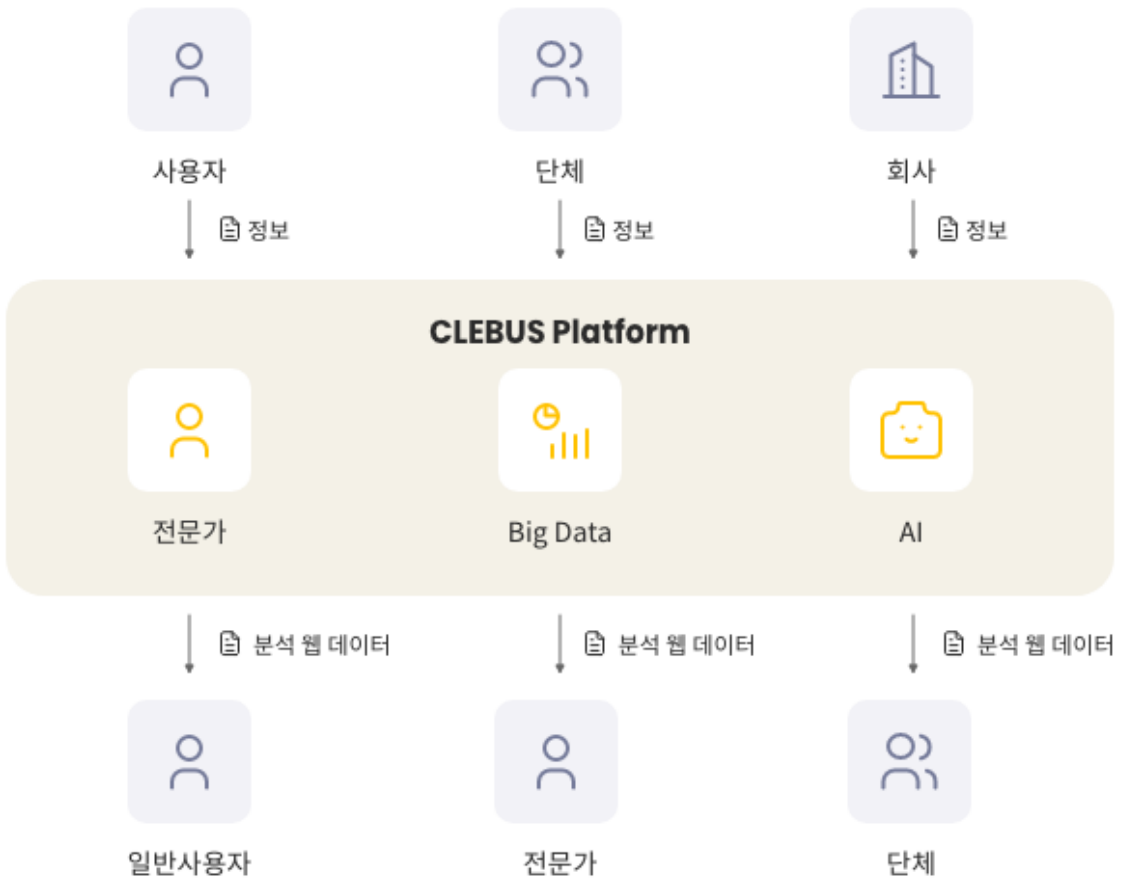 사용자 단체 회사
정보 정보 정보
CLEBUS Platform
전문가 Big Data AI
분석 웹 데이터 분석 웹 데이터 분석 웹 데이터
일반사용자 전문가 단체